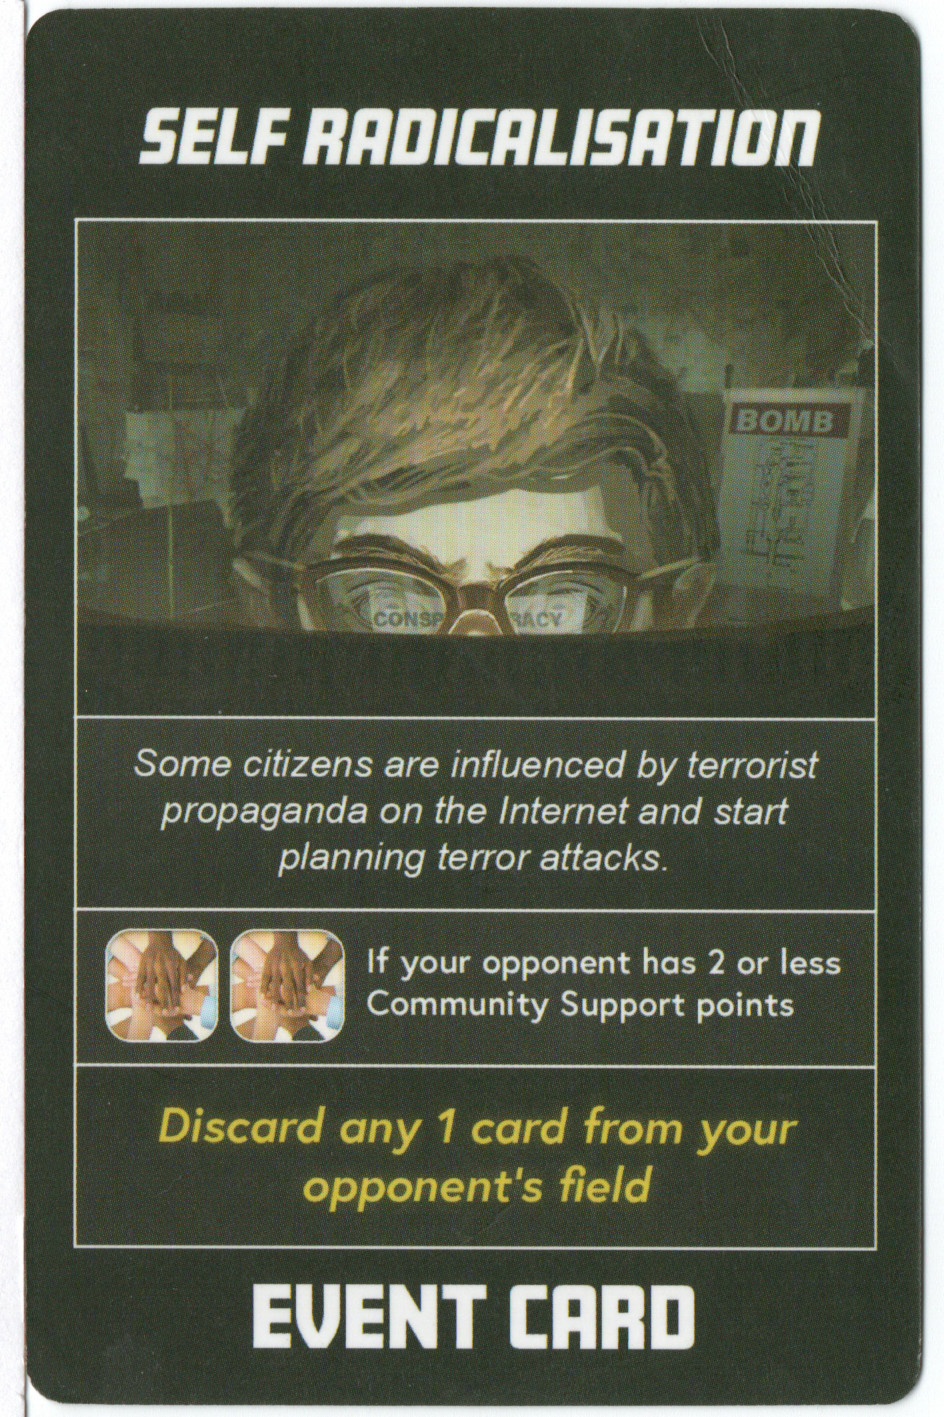 SELF RADICALISATION
BOMB
CONSP RACY
Some citizens are influenced by terrorist
propaganda on the Internet and start
planning terror attacks.
If your opponent has 2 or less
Community Support points
Discard any 1 card from your
opponent's field
EVENT CARD